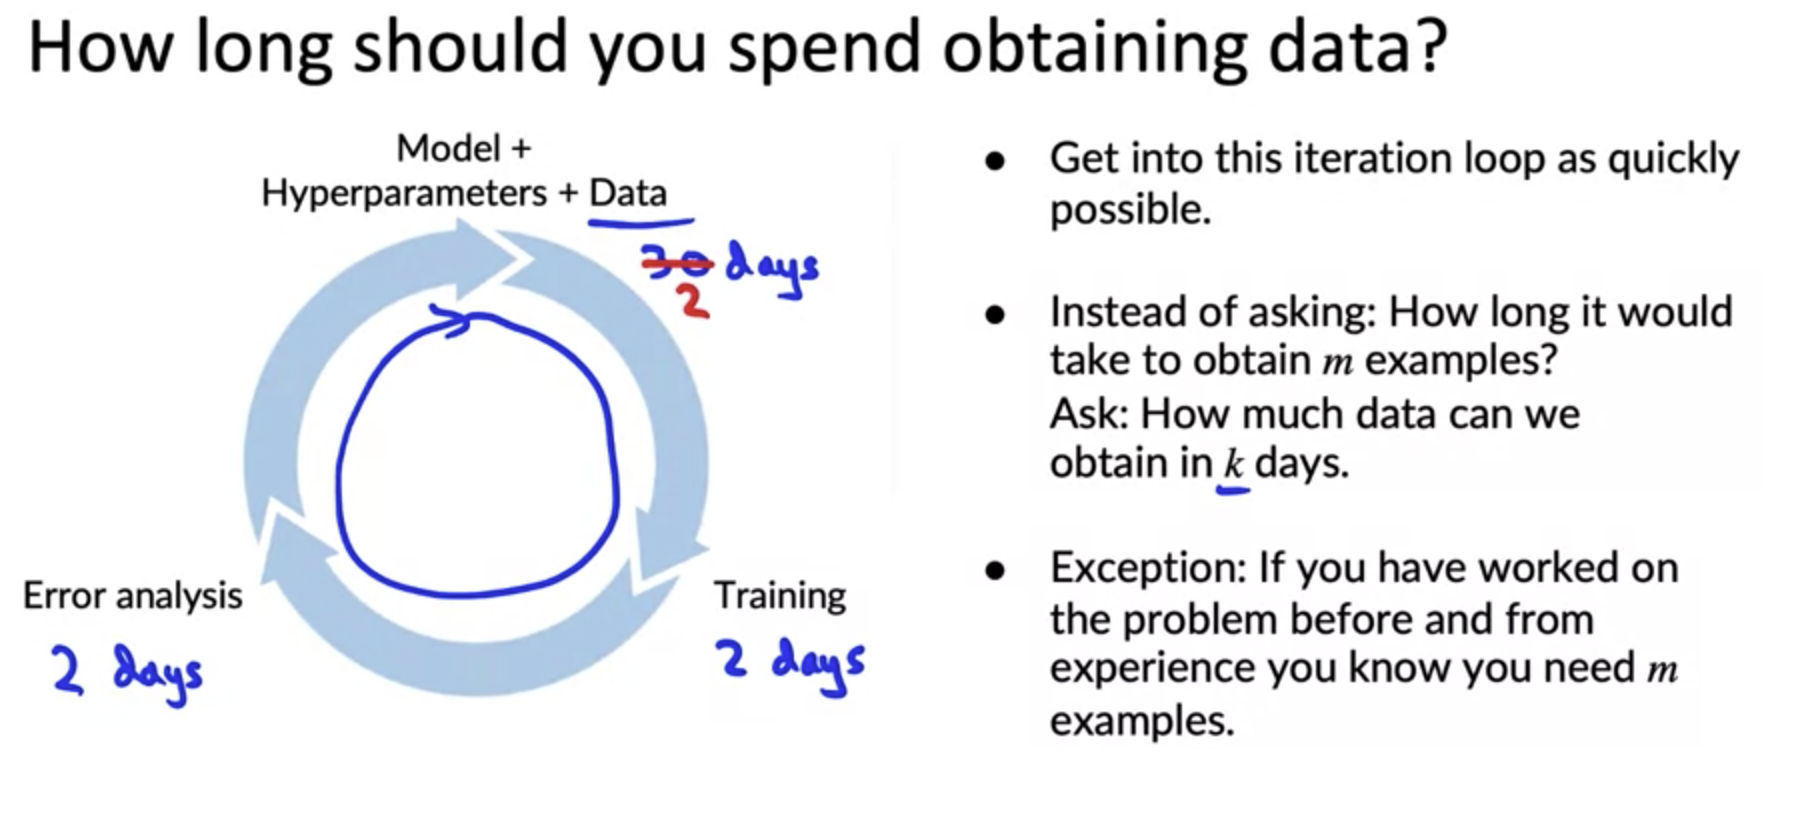 How long should you spend obtaining data?
Model +
Hyperparameters + Data
30 days
2
Error analysis
2 days
Training
2 days
● Get into this iteration loop as quickly
possible.
● Instead of asking: How long it would
take to obtain m examples?
Ask: How much data can we
obtain in k days.
● Exception: If you have worked on
the problem before and from
experience you know you need m
examples.